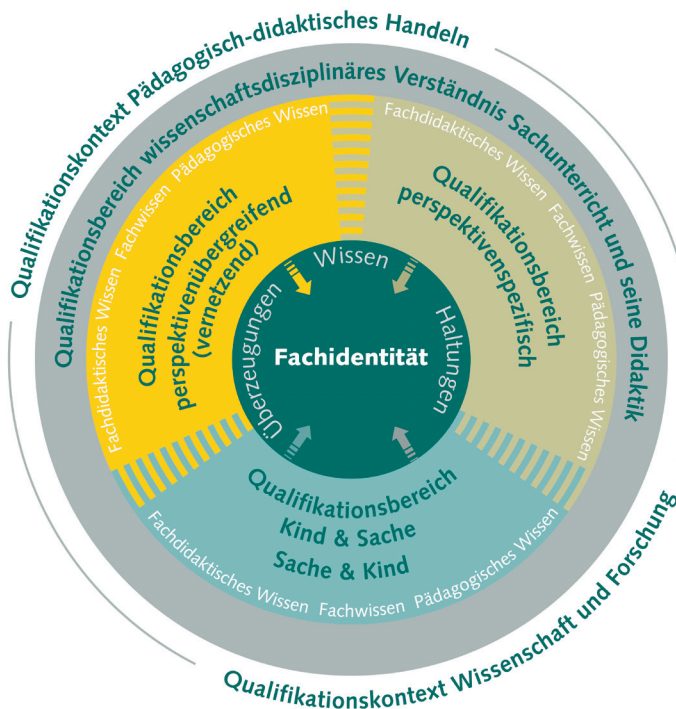 Qualifikationskontext Pädagogisch-didaktisches Handeln
Qualifikationsbereich wissenschaftsdisziplinäres Verständnis Sachunterricht und seine Didaktik
Fachdidaktisches Wissen Fachwissen Pädagogisches Wissen
Qualifikationsbereich
perspektivenübergreifend
(vernetzend)
Fachdidaktisches Wissen Fachwissen Pädagogisches Wissen
Qualifikationsbereich
perspektivenspezifisch
Überzeugungen
Wissen
Haltungen
Fachidentität
Qualifikationsbereich
Kind & Sache
Sache & Kind
Fachdidaktisches Wissen Fachwissen Pädagogisches Wissen
Qualifikationskontext Wissenschaft und Forschung